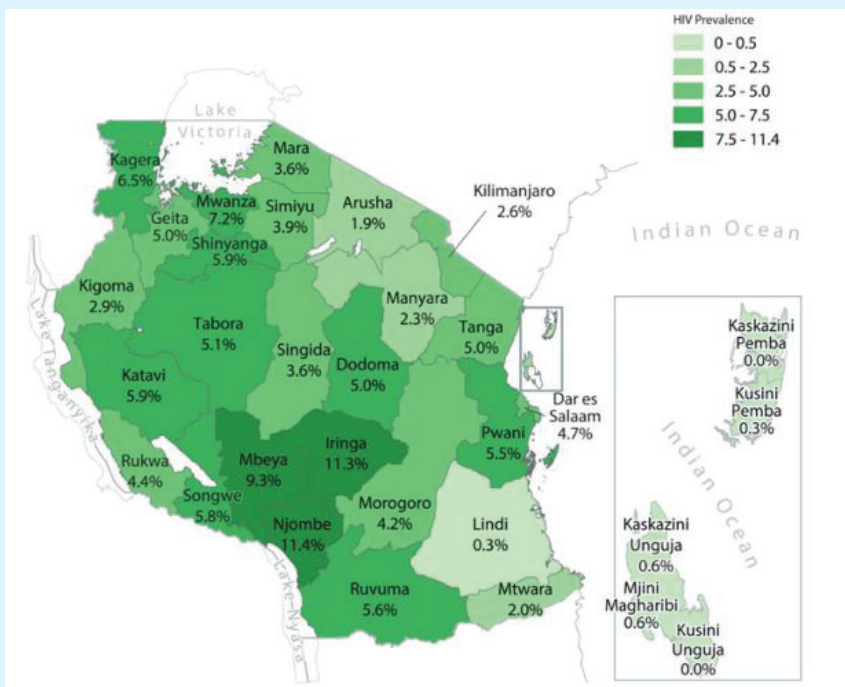 HIV Prevalence
0 - 0.5
0.5 - 2.5
2.5 - 5.0
5.0 - 7.5
7.5 - 11.4
Lake
Victoria
Kagera
6.5%
Mara
3.6%
Mwanza
7.2%
Simiyu
3.9%
Arusha
1.9%
Kilimanjaro
2.6%
Geita
5.0%
Shinyanga
5.9%
Indian Ocean
Kigoma
2.9%
Manyara
2.3%
Tabora
5.1%
Singida
3.6%
Dodoma
5.0%
Tanga
5.0%
Lake Tanganyika
Katavi
5.9%
Dar es
Salaam
4.7%
Pwani
5.5%
Rukwa
4.4%
Mbeya
9.3%
Iringa
11.3%
Songwe
5.8%
Njombe
11.4%
Morogoro
4.2%
Lindi
0.3%
Ruvuma
5.6%
Mtwara
2.0%
Lake Nyasa
Kaskazini
Pemba
0.0%
Kusini
Pemba
0.3%
Indian Ocean
Kaskazini
Unguja
0.6%
Mjini
Magharibi
0.6%
Kusini
Unguja
0.0%